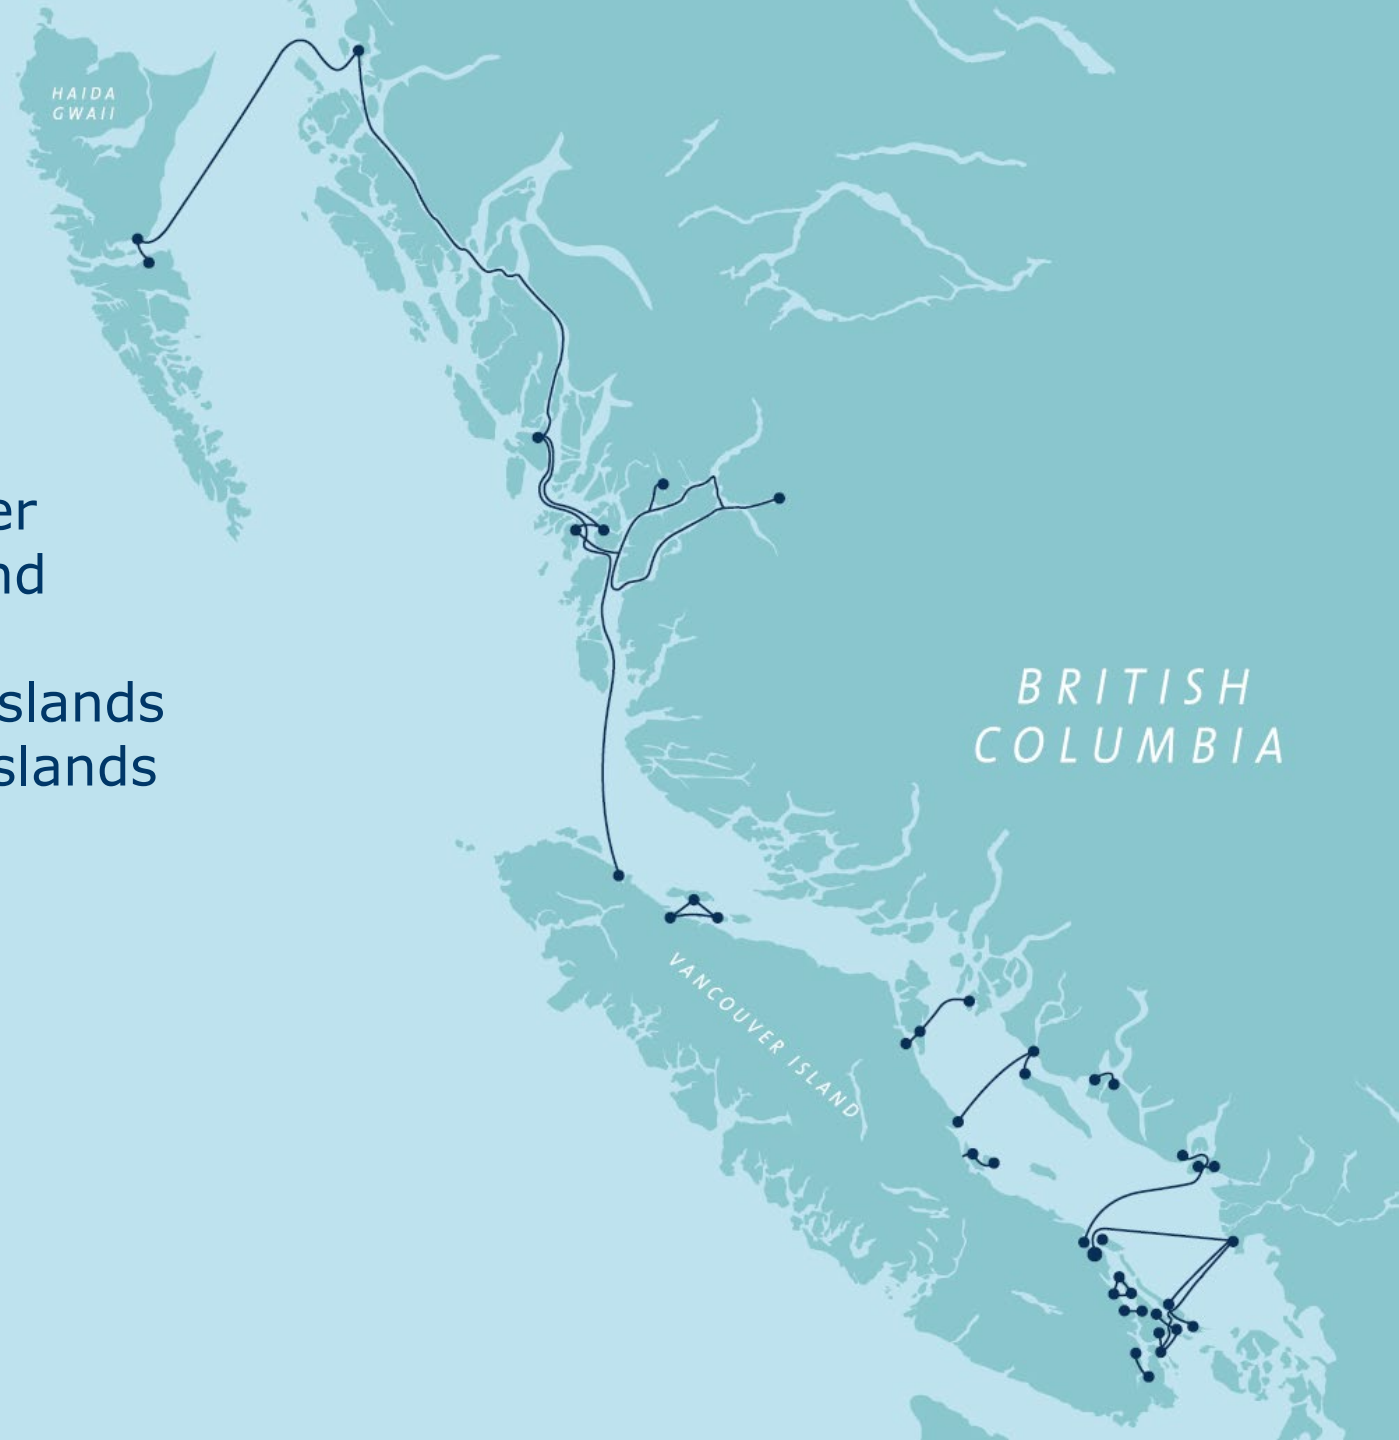 HAIDA
GWAII
er
nd
slands
slands
BRITISH
COLUMBIA
VANCOUVER ISLAND